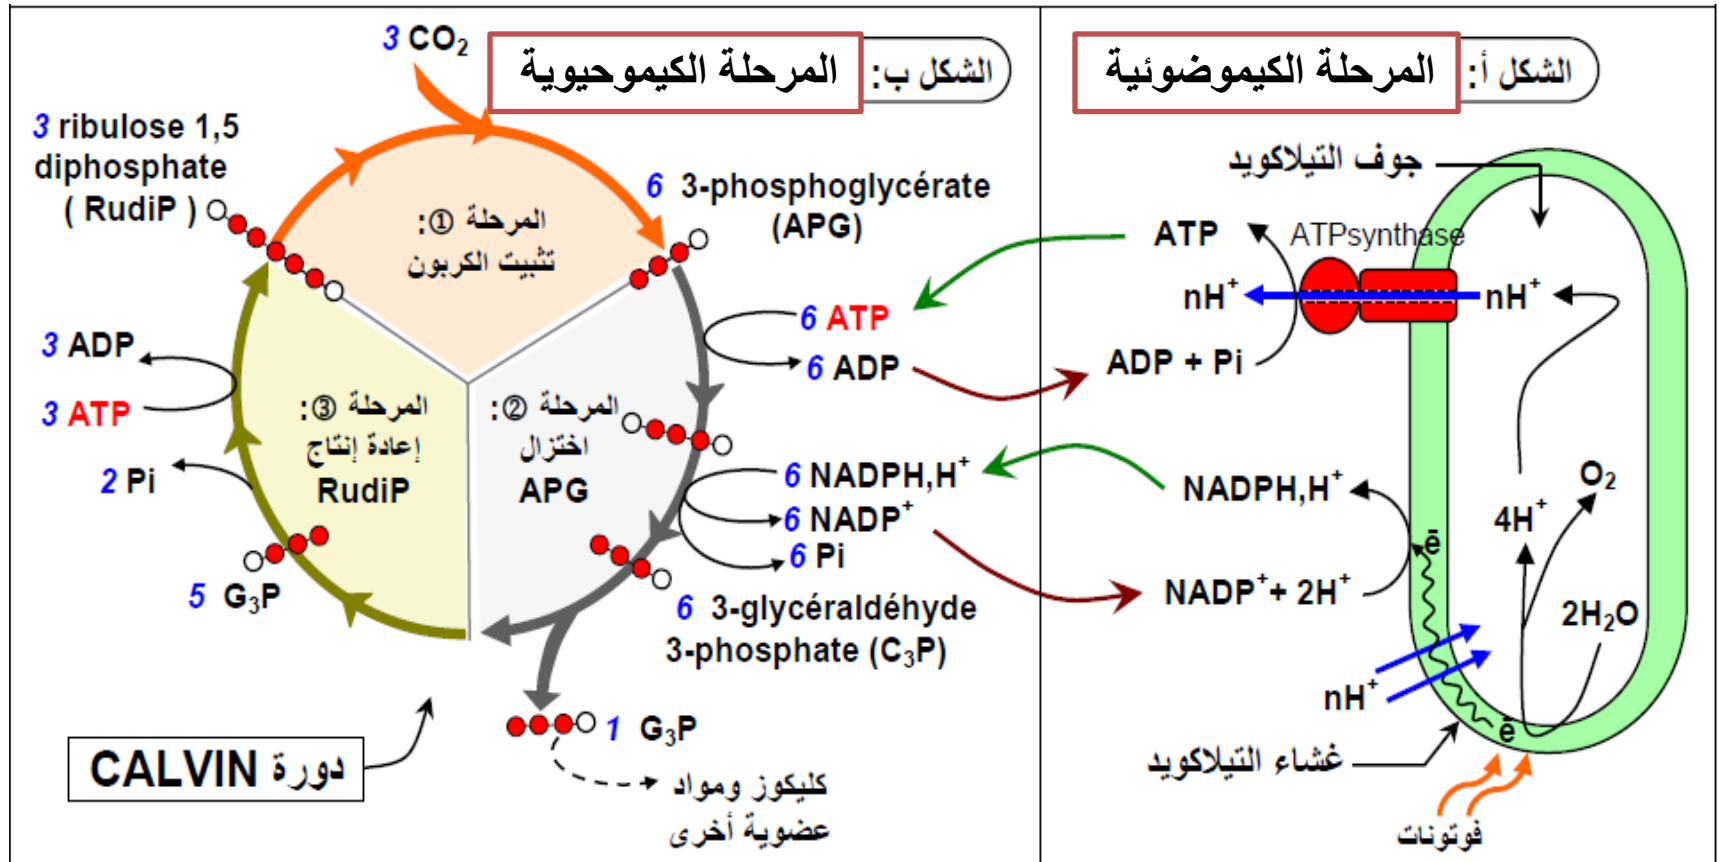 الشكل أ:
المرحلة الكيموضوئية
جوف التيلاكويد
ATP
ATPsynthase
nH⁺
nH⁺
ADP + Pi
NADPH,H⁺
ē
4H⁺
O₂
NADP⁺+ 2H⁺
2H₂O
nH⁺
ē
غشاء التيلاكويد
فوتونات
الشكل ب:
المرحلة الكيموحيوية
3 CO₂
3 ribulose 1,5
diphosphate
( RudiP )
6 3-phosphoglycérate
(APG)
المرحلة ①:
تثبيت الكربون
6 ATP
6 ADP
المرحلة ②:
اختزال
APG
6 NADPH,H⁺
6 NADP⁺
6 Pi
6 3-glycéraldéhyde
3-phosphate (C₃P)
المرحلة ③:
إعادة إنتاج
RudiP
3 ADP
3 ATP
2 Pi
5 G₃P
1 G₃P
كليكوز ومواد
عضوية أخرى
دورة CALVIN